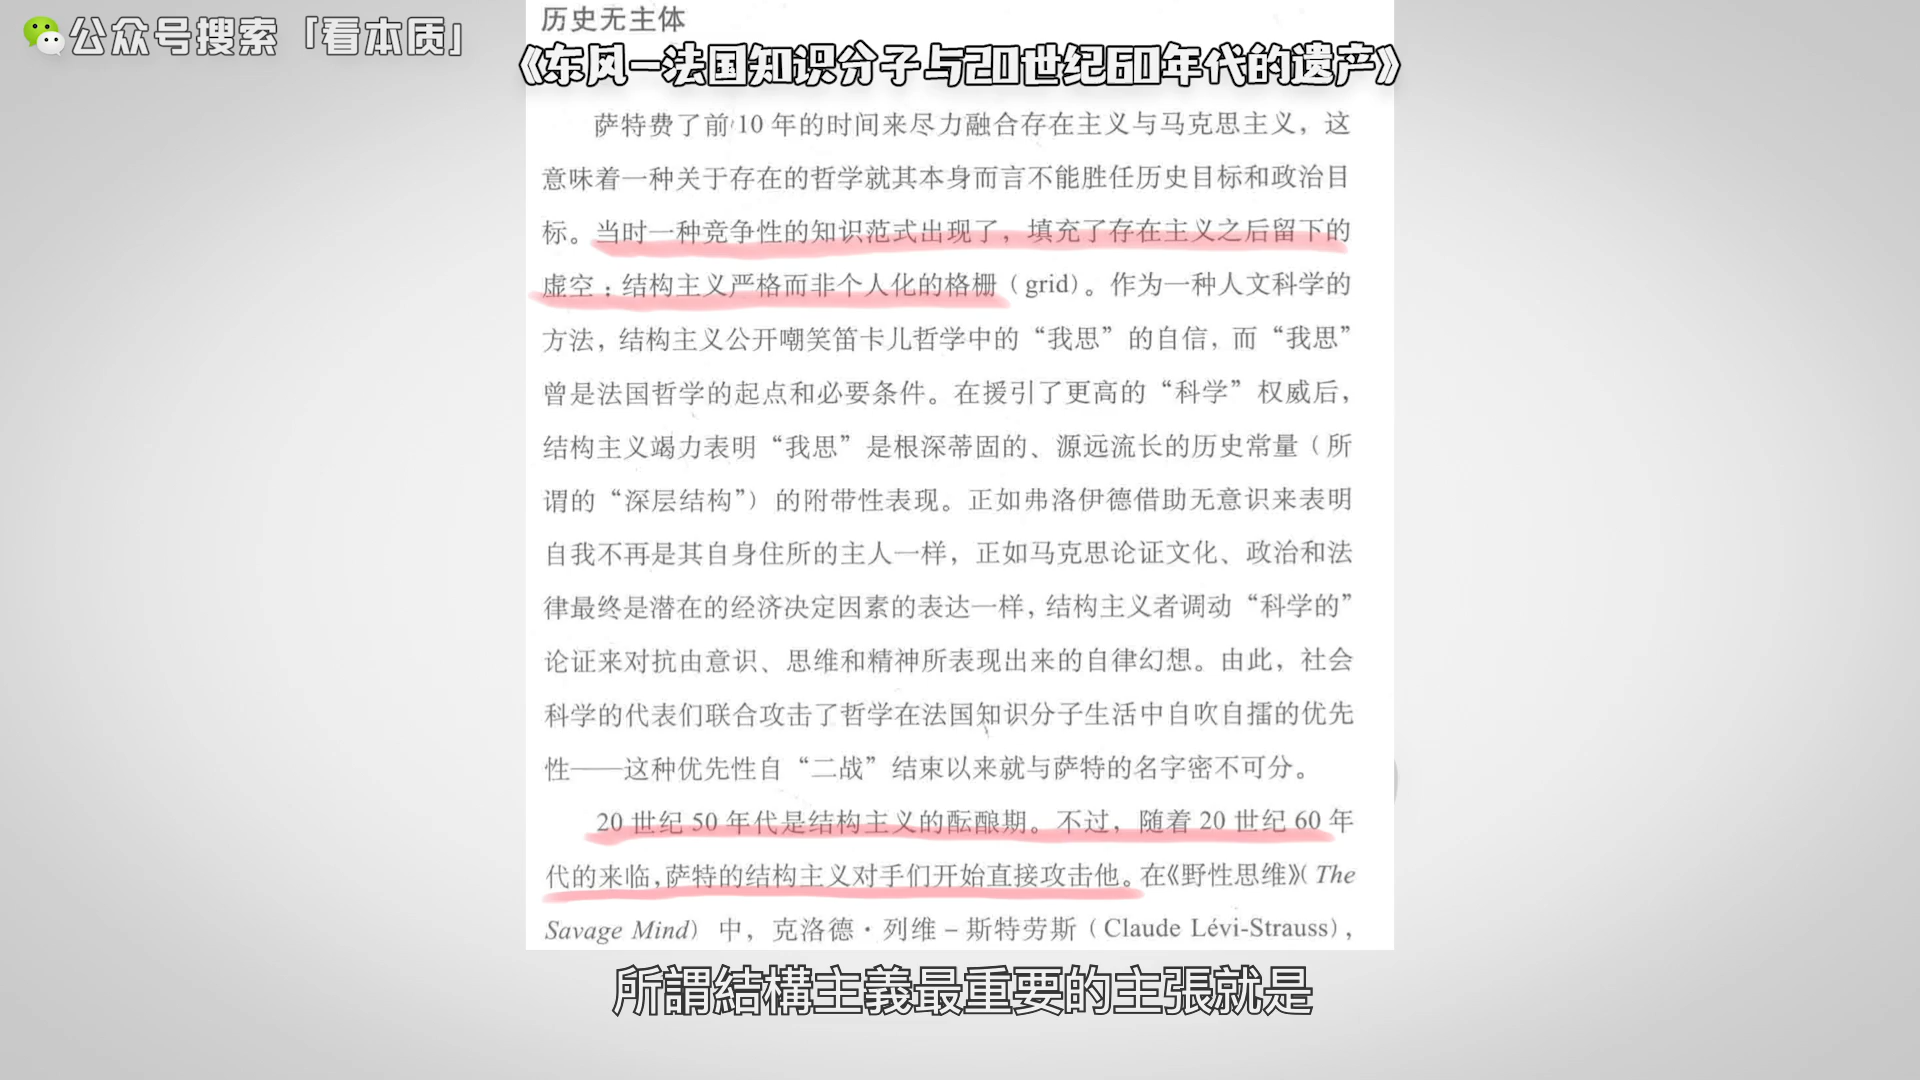 公众号搜索「看本质」
历史无主体
《东风—法国知识分子与20世纪60年代的遗产》
萨特费了前10年的时间来尽力融合存在主义与马克思主义，这
意味着一种关于存在的哲学就其本身而言不能胜任历史目标和政治目
标。当时一种竞争性的知识范式出现了，填充了存在主义之后留下的
虚空：结构主义严格而非个人化的格栅（grid）。作为一种人文科学的
方法，结构主义公开嘲笑笛卡儿哲学中的“我思”的自信，而“我思”
曾是法国哲学的起点和必要条件。在援引了更高的“科学”权威后，
结构主义竭力表明“我思”是根深蒂固的、源远流长的历史常量（所
谓的“深层结构”）的附带性表现。正如弗洛伊德借助无意识来表明
自我不再是其自身住所的主人一样，正如马克思论证文化、政治和法
律最终是潜在的经济决定因素的表达一样，结构主义者调动“科学的”
论证来对抗由意识、思维和精神所表现出来的自律幻想。由此，社会
科学的代表们联合攻击了哲学在法国知识分子生活中自吹自擂的优先
性——这种优先性自“二战”结束以来就与萨特的名字密不可分。
20世纪50年代是结构主义的酝酿期。不过，随着20世纪60年
代的来临，萨特的结构主义对手们开始直接攻击他。在《野性思维》（The
Savage Mind）中，克洛德·列维–斯特劳斯（Claude Lévi-Strauss），
所謂結構主義最重要的主張就是